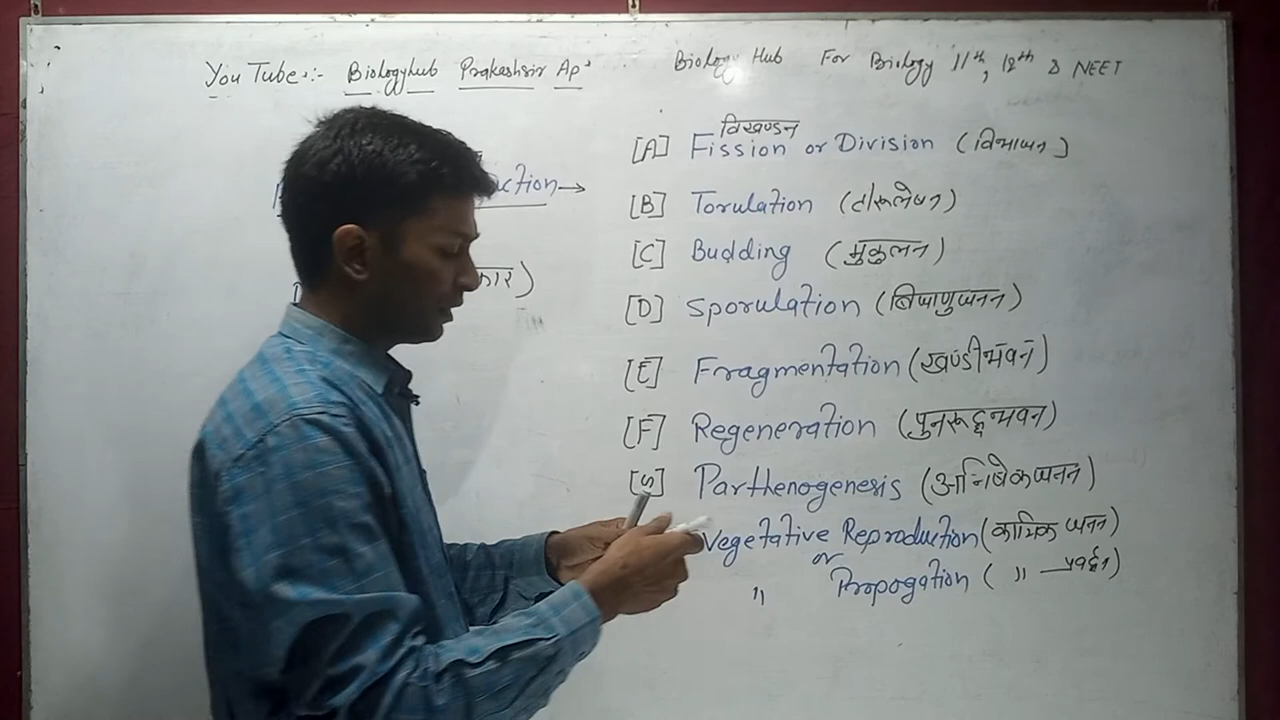 You Tube:- Biologyhub Prakashsir Ap
Biology Hub For Biology 11th, 12th & NEET
uction→
कार)
विखण्डन
[A] Fission or Division (विभाजन)
[B] Torulation (टोरूलेषन)
[C] Budding (मुकुलन)
[D] Sporulation (बिजाणुजनन)
[E] Fragmentation (खण्डीभवन)
[F] Regeneration (पुनरूद्भवन)
[G] Parthenogenesis (अनिषेकजनन)
Vegetative Reproduction (कायिक जनन)
or
" Propogation ( " प्रवर्द्धन)